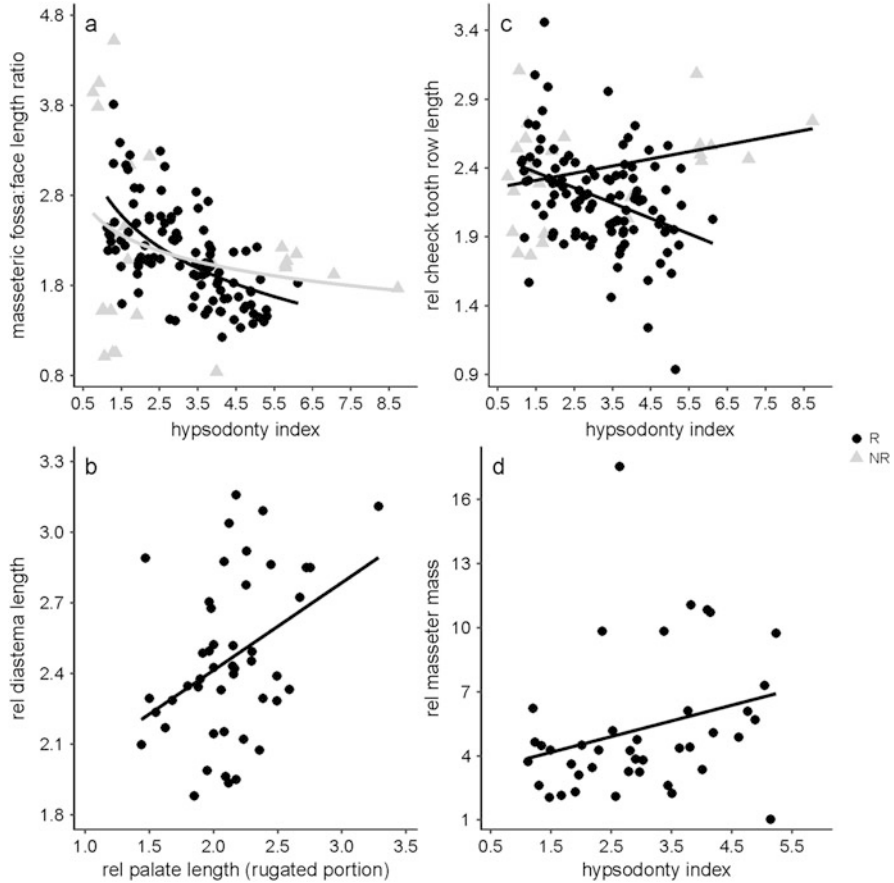 a
4.8
3.8
2.8
1.8
0.8
masseteric fossa:face length ratio
0.5 1.5 2.5 3.5 4.5 5.5 6.5 7.5 8.5
hypsodonty index
c
3.4
2.9
2.4
1.9
1.4
0.9
rel cheeck tooth row length
0.5 1.5 2.5 3.5 4.5 5.5 6.5 7.5 8.5
hypsodonty index
R
NR
b
3.3
3.0
2.7
2.4
2.1
1.8
rel diastema length
1.0 1.5 2.0 2.5 3.0 3.5
rel palate length (rugated portion)
d
16
13
10
7
4
1
rel masseter mass
0.5 1.5 2.5 3.5 4.5 5.5
hypsodonty index